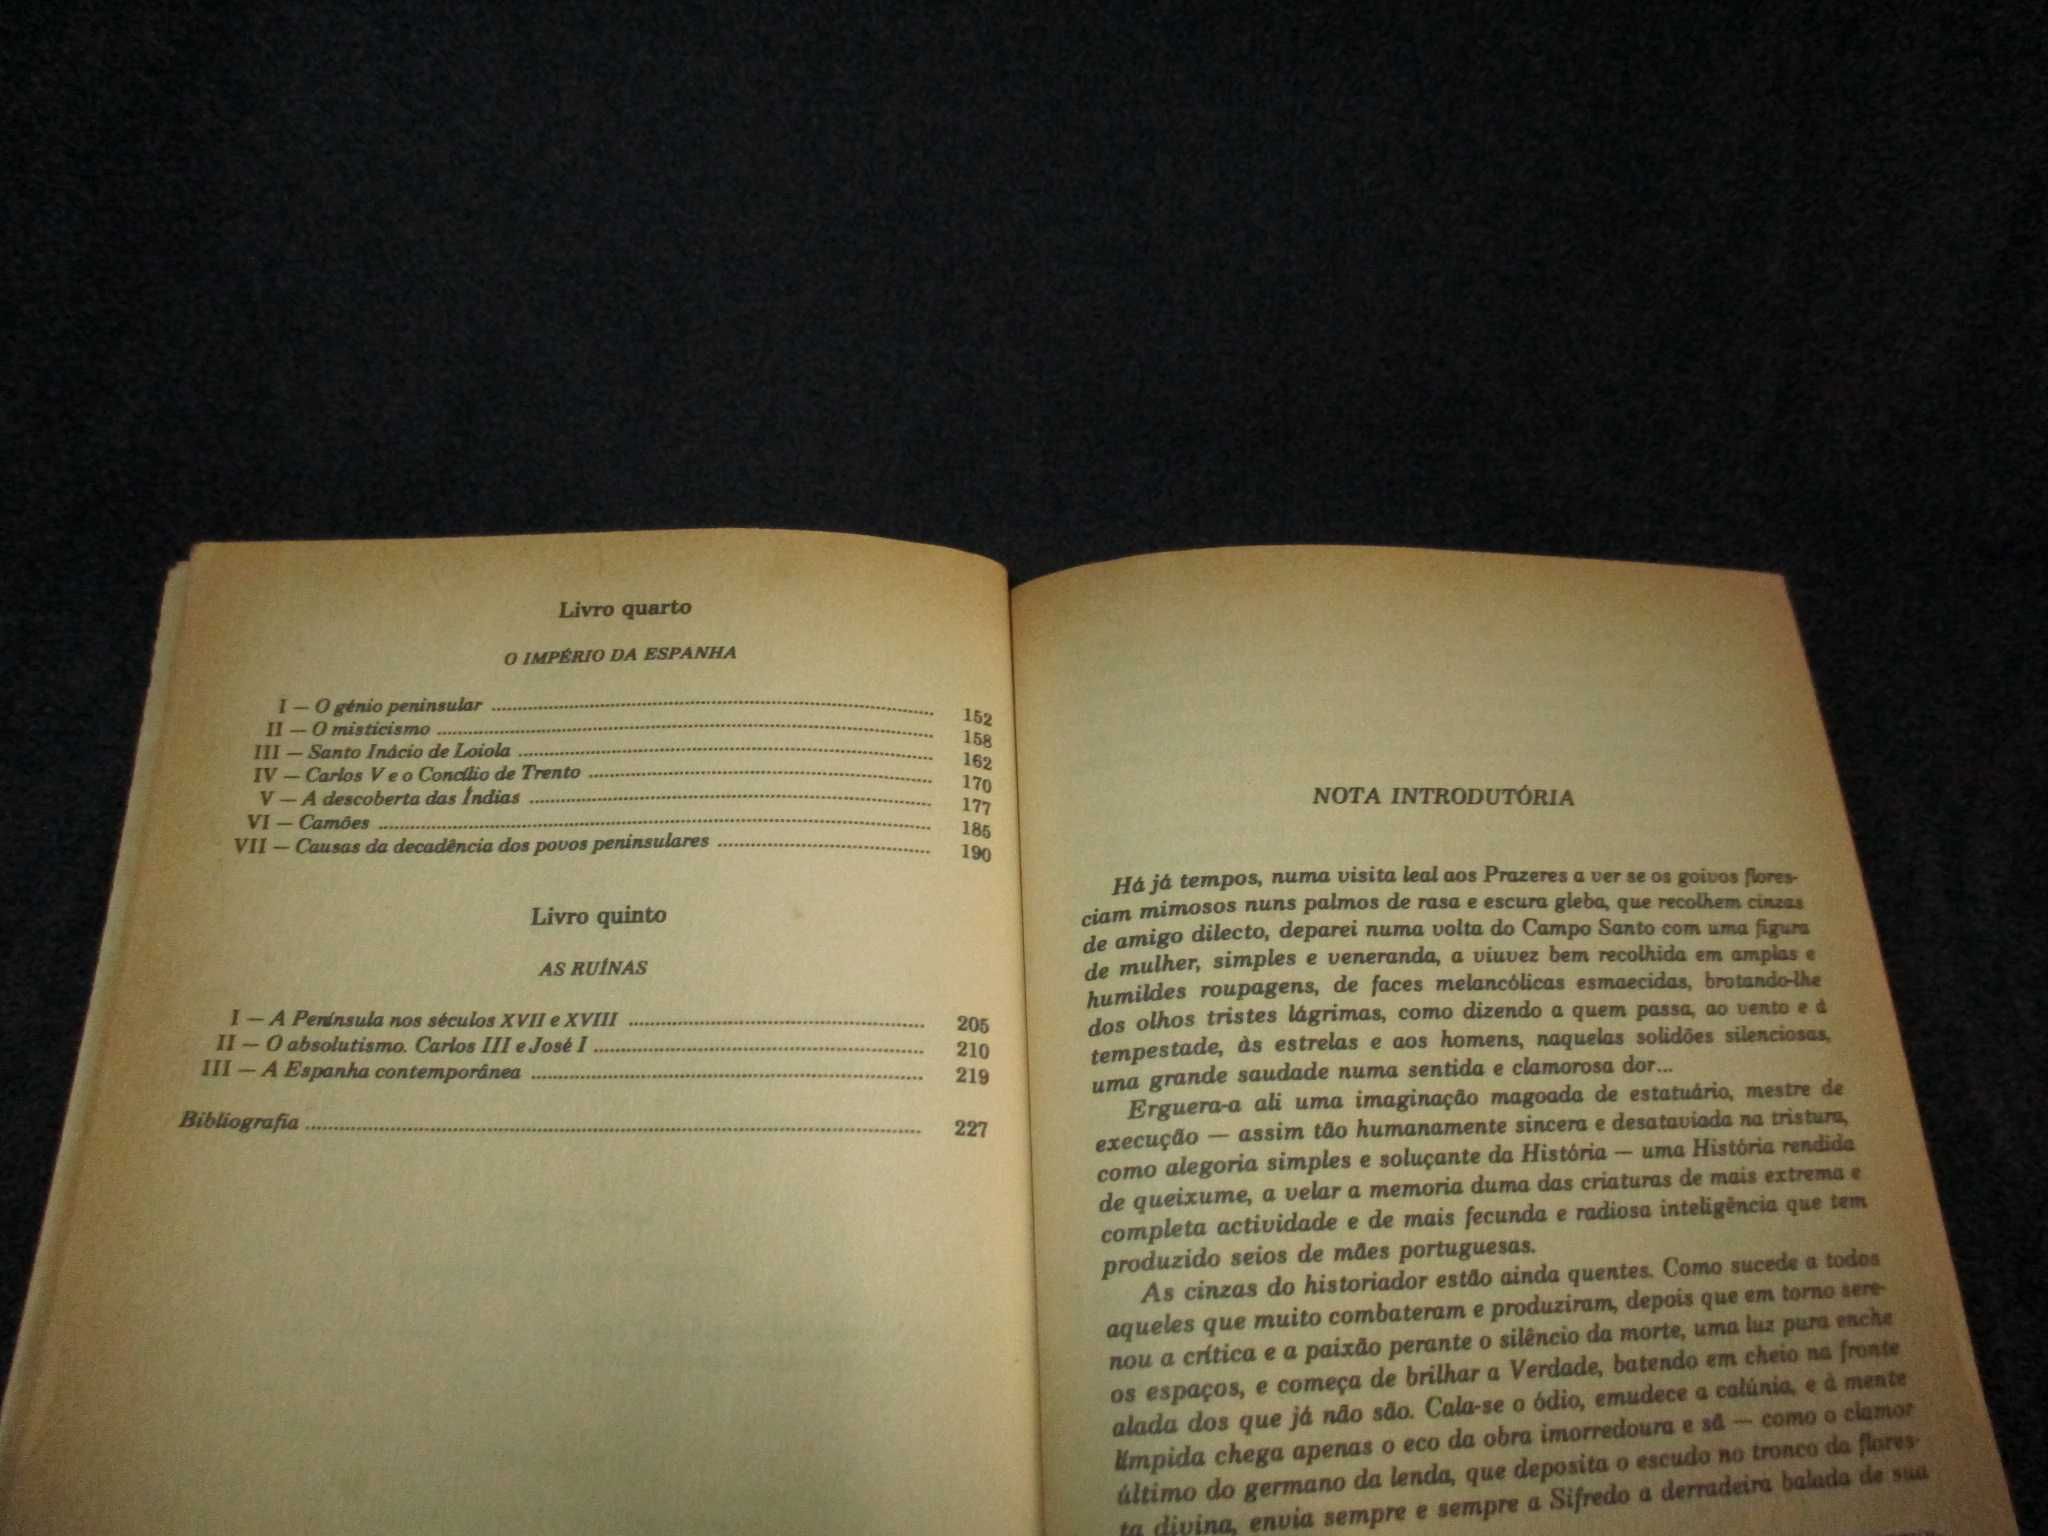 Livro quarto
O IMPÉRIO DA ESPANHA
I — O génio peninsular ........ 152
II — O misticismo ........ 158
III — Santo Inácio de Loiola ........ 162
IV — Carlos V e o Concílio de Trento ........ 170
V — A descoberta das Índias ........ 177
VI — Camões ........ 185
VII — Causas da decadência dos povos peninsulares ........ 190
Livro quinto
AS RUÍNAS
I — A Península nos séculos XVII e XVIII ........ 205
II — O absolutismo. Carlos III e José I ........ 210
III — A Espanha contemporânea ........ 219
Bibliografia ........ 227
NOTA INTRODUTÓRIA
Há já tempos, numa visita leal aos Prazeres a ver se os goivos flores-
ciam mimosos nuns palmos de rasa e escura gleba, que recolhem cinzas
de amigo dilecto, deparei numa volta do Campo Santo com uma figura
de mulher, simples e veneranda, a viuvez bem recolhida em amplas e
humildes roupagens, de faces melancólicas esmaecidas, brotando-lhe
dos olhos tristes lágrimas, como dizendo a quem passa, ao vento e à
tempestade, às estrelas e aos homens, naquelas solidões silenciosas,
uma grande saudade numa sentida e clamorosa dor...
Erguera-a ali uma imaginação magoada de estatuário, mestre de
execução — assim tão humanamente sincera e desataviada na tristura,
como alegoria simples e soluçante da História — uma História rendida
de queixume, a velar a memoria duma das criaturas de mais extrema e
completa actividade e de mais fecunda e radiosa inteligência que tem
produzido seios de mães portuguesas.
As cinzas do historiador estão ainda quentes. Como sucede a todos
aqueles que muito combateram e produziram, depois que em torno sere-
nou a crítica e a paixão perante o silêncio da morte, uma luz pura enche
os espaços, e começa de brilhar a Verdade, batendo em cheio na fronte
alada dos que já não são. Cala-se o ódio, emudece a calúnia, e à mente
límpida chega apenas o eco da obra imorredoura e sã — como o clamor
último do germano da lenda, que deposita o escudo no tronco da flores-
ta divina, envia sempre e sempre a Sifredo a derradeira balada de sua